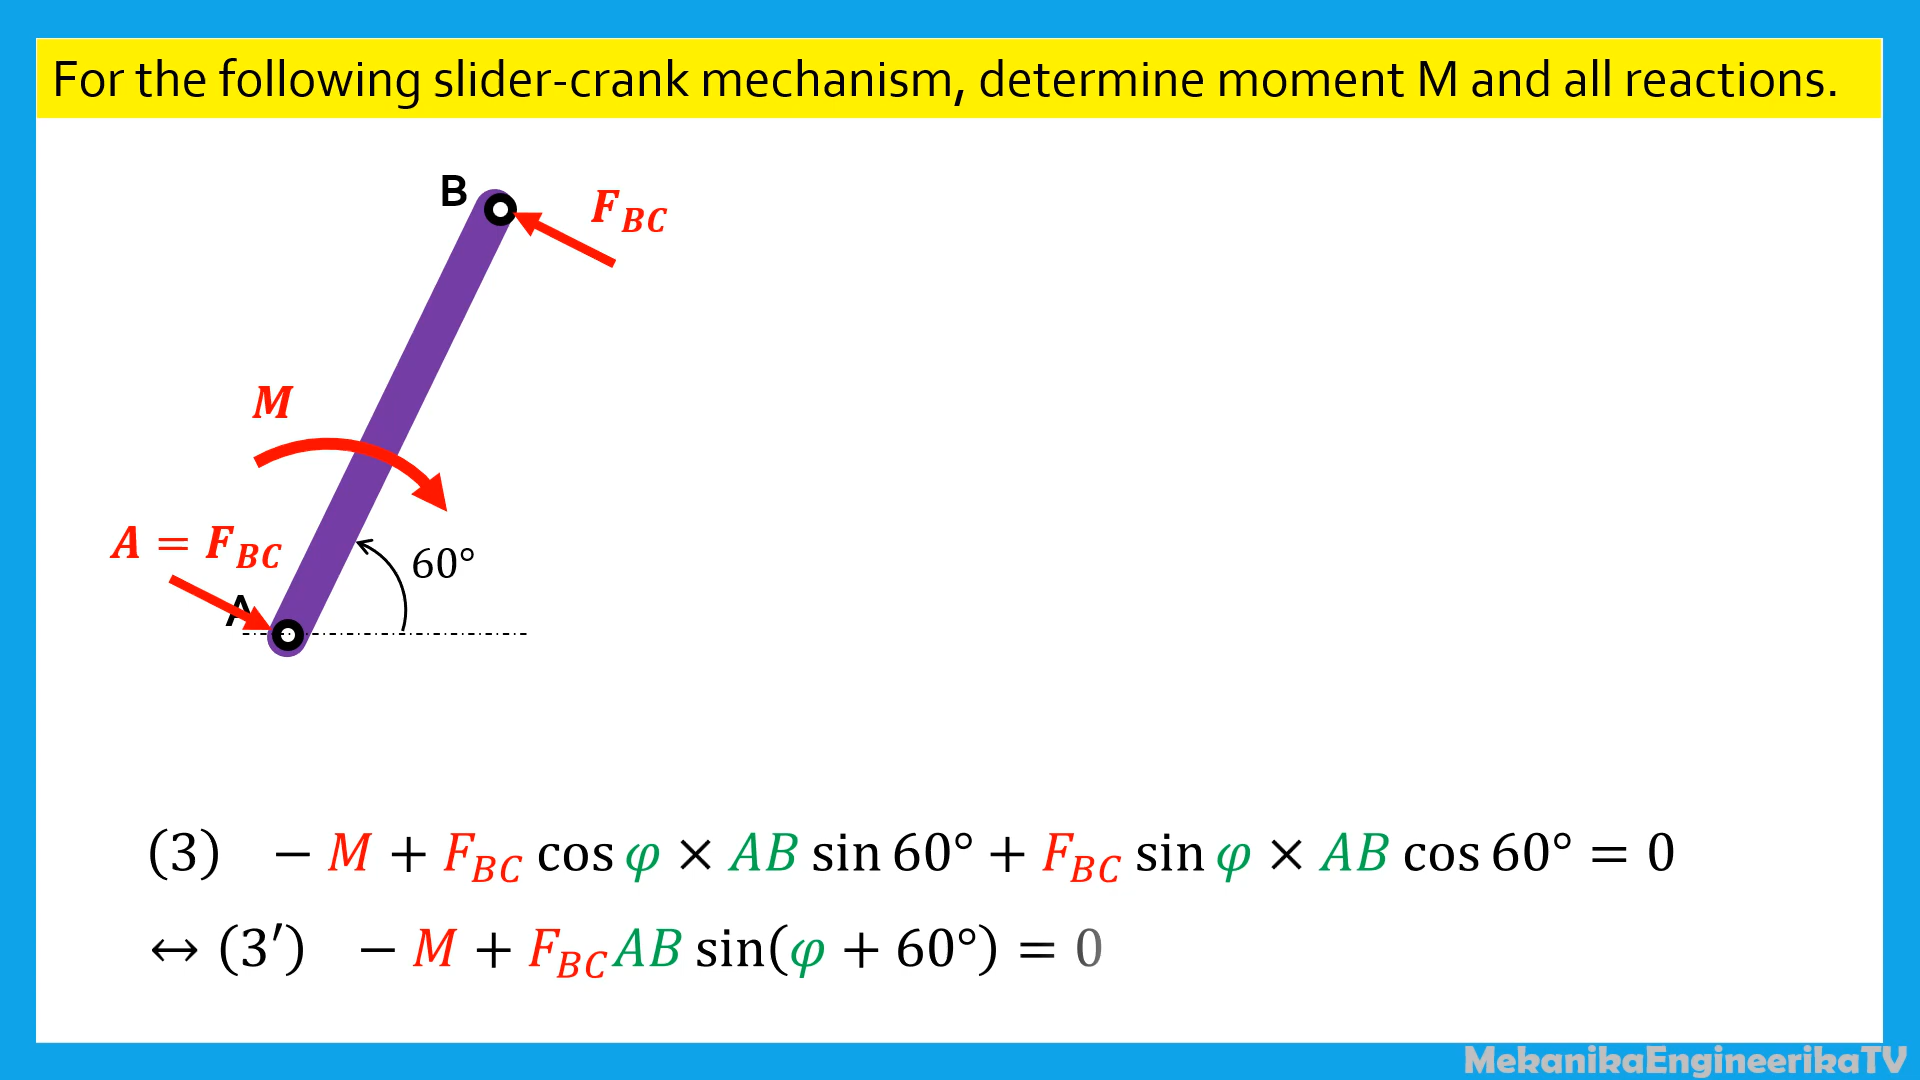 For the following slider-crank mechanism, determine moment M and all reactions.
B
F_BC
M
A = F_BC
60°
A
(3) − M + F_BC cos φ × AB sin 60° + F_BC sin φ × AB cos 60° = 0
↔ (3′) − M + F_BC AB sin(φ + 60°) = 0
MekanikaEngineerikaTV